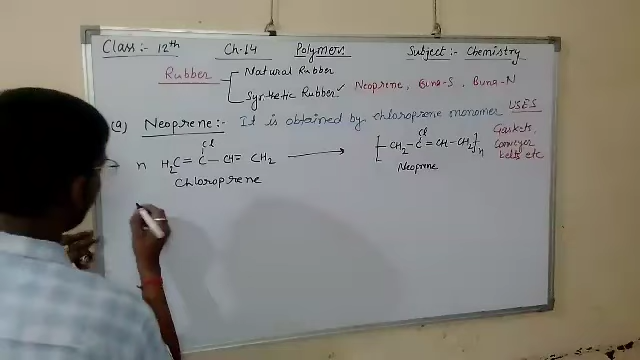 Class:- 12th Ch-14 Polymers Subject:- Chemistry
Rubber Natural Rubber
Synthetic Rubber ✓ Neoprene, Buna-S, Buna-N
(a) Neoprene:- It is obtained by chloroprene monomer USES
Gaskets,
Conveyer
belts etc
Cl
n H2C = C - CH = CH2
Chloroprene
Cl
[ CH2 - C = CH - CH2 ]n
Neoprene